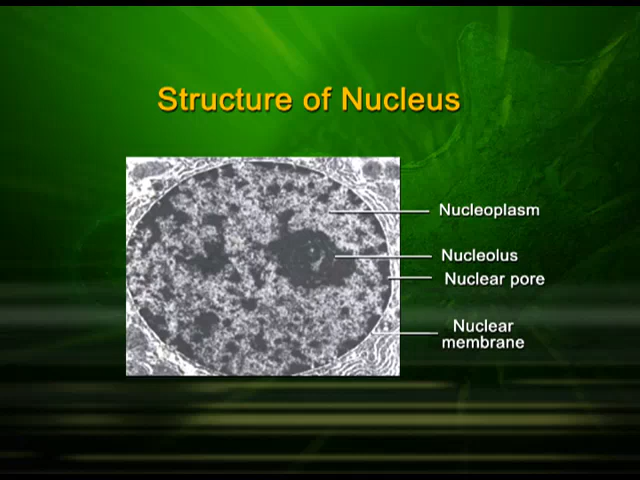 Structure of Nucleus
Nucleoplasm
Nucleolus
Nuclear pore
Nuclear
membrane